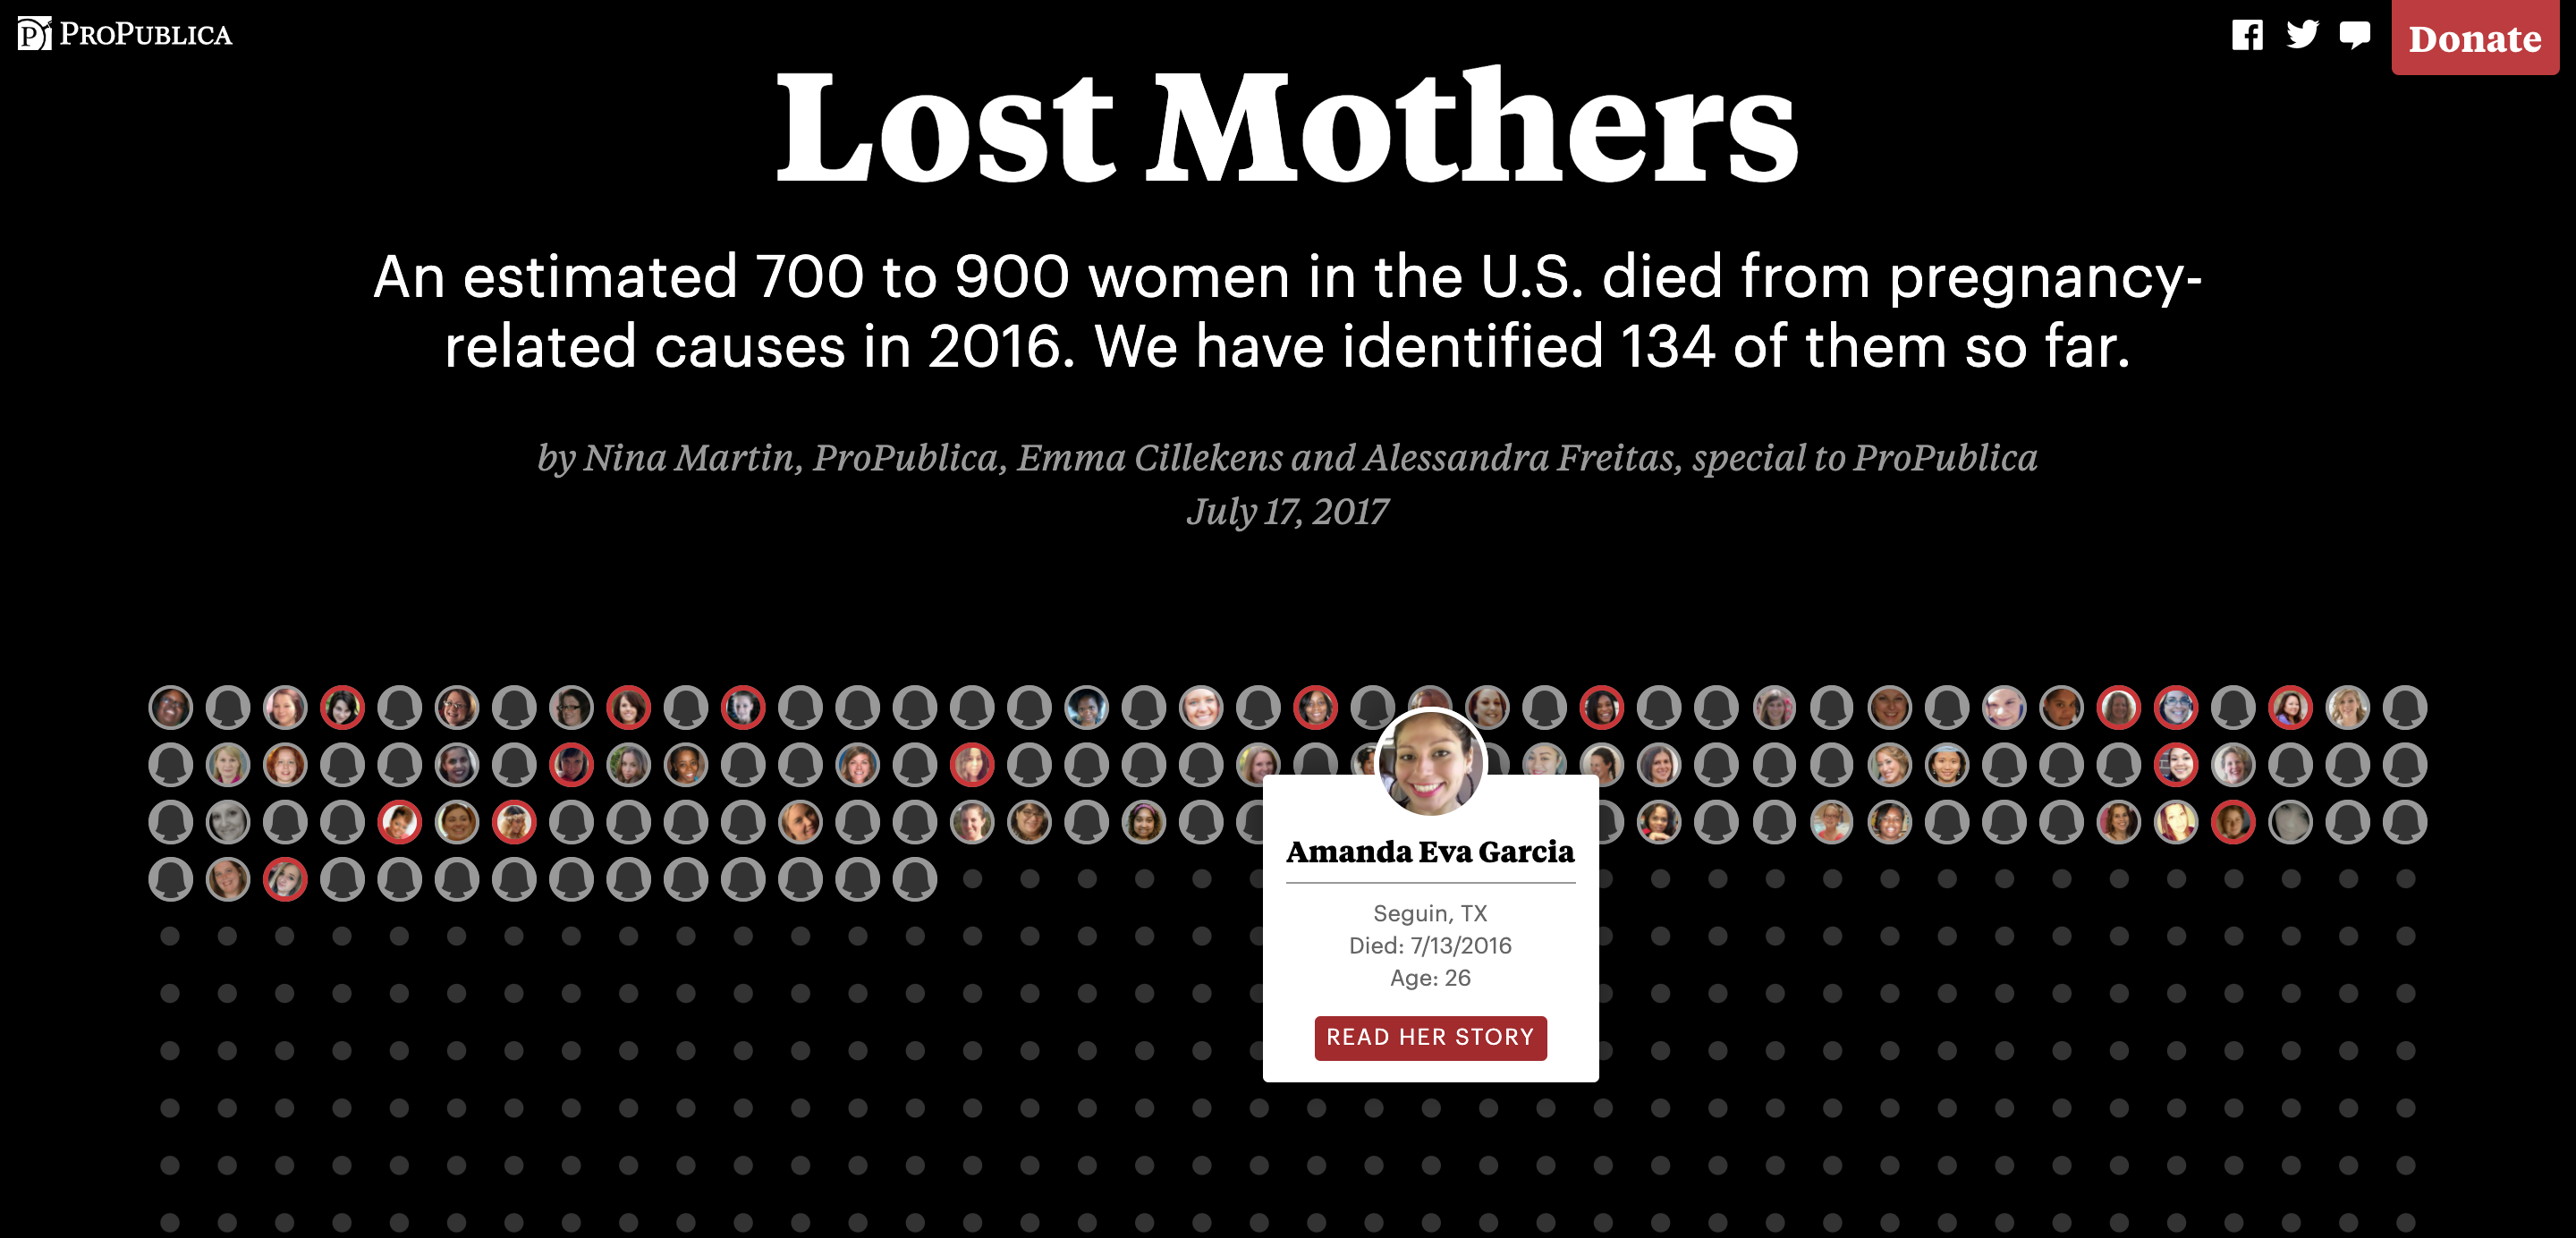 PROPUBLICA
Donate
Lost Mothers
An estimated 700 to 900 women in the U.S. died from pregnancy-
related causes in 2016. We have identified 134 of them so far.
by Nina Martin, ProPublica, Emma Cillekens and Alessandra Freitas, special to ProPublica
July 17, 2017
Amanda Eva Garcia
Seguin, TX
Died: 7/13/2016
Age: 26
READ HER STORY